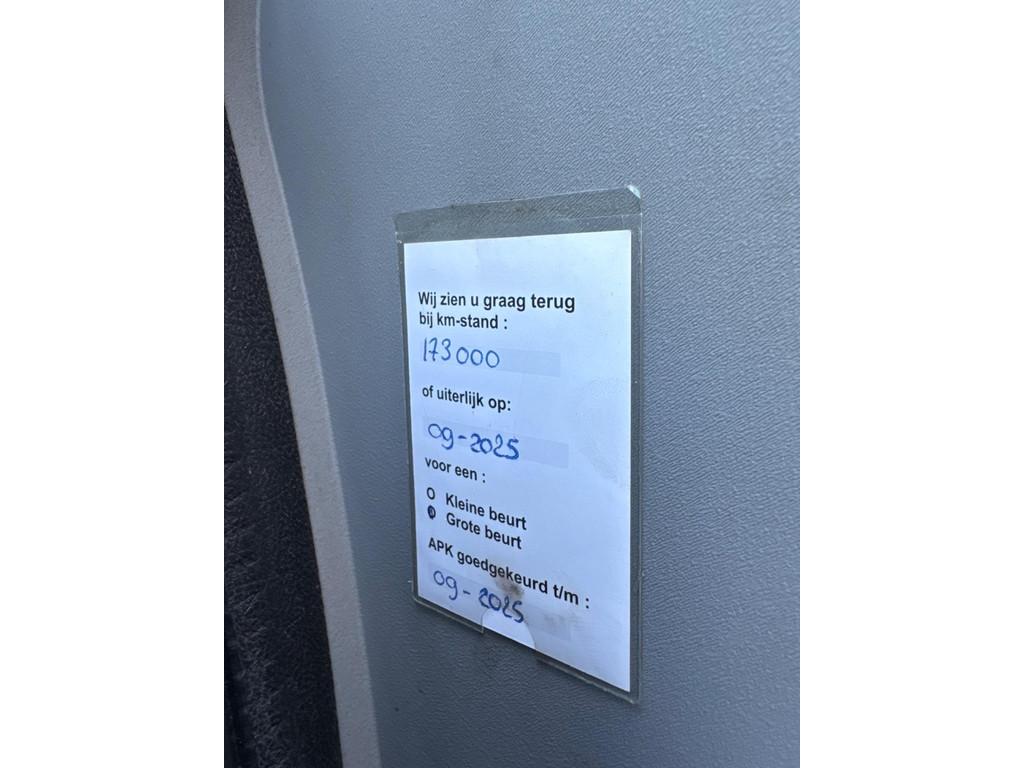 Wij zien u graag terug
bij km-stand :
173000
of uiterlijk op:
09-2025
voor een :
Kleine beurt
Grote beurt
APK goedgekeurd t/m :
09-2025